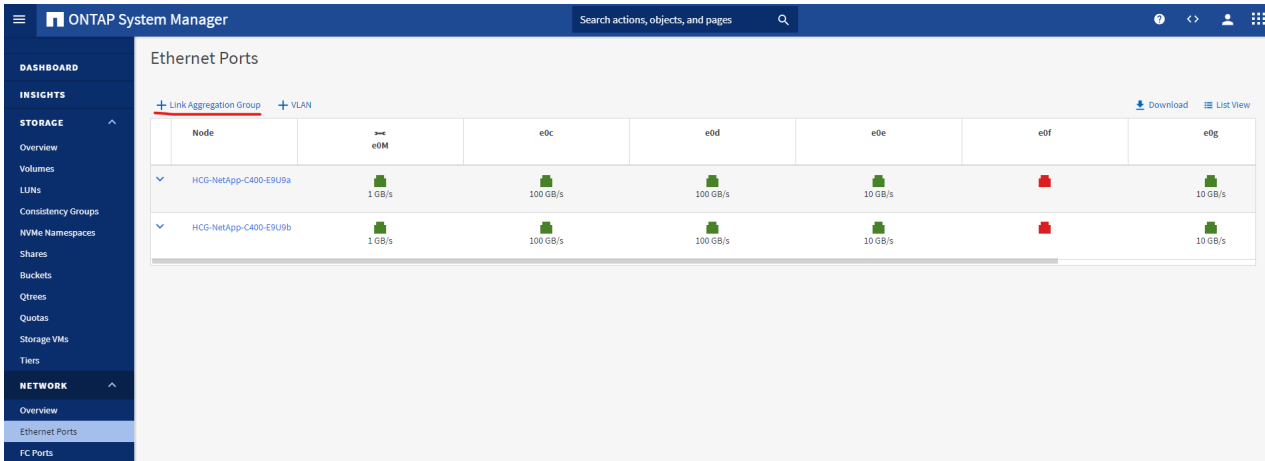 ONTAP System Manager
Search actions, objects, and pages
DASHBOARD
INSIGHTS
STORAGE
Overview
Volumes
LUNs
Consistency Groups
NVMe Namespaces
Shares
Buckets
Qtrees
Quotas
Storage VMs
Tiers
NETWORK
Overview
Ethernet Ports
FC Ports
Ethernet Ports
Link Aggregation Group VLAN
Download List View
Node e0M e0c e0d e0e e0f e0g
HCG-NetApp-C400-E9U9a
1 GB/s 100 GB/s 100 GB/s 10 GB/s 10 GB/s
HCG-NetApp-C400-E9U9b
1 GB/s 100 GB/s 100 GB/s 10 GB/s 10 GB/s